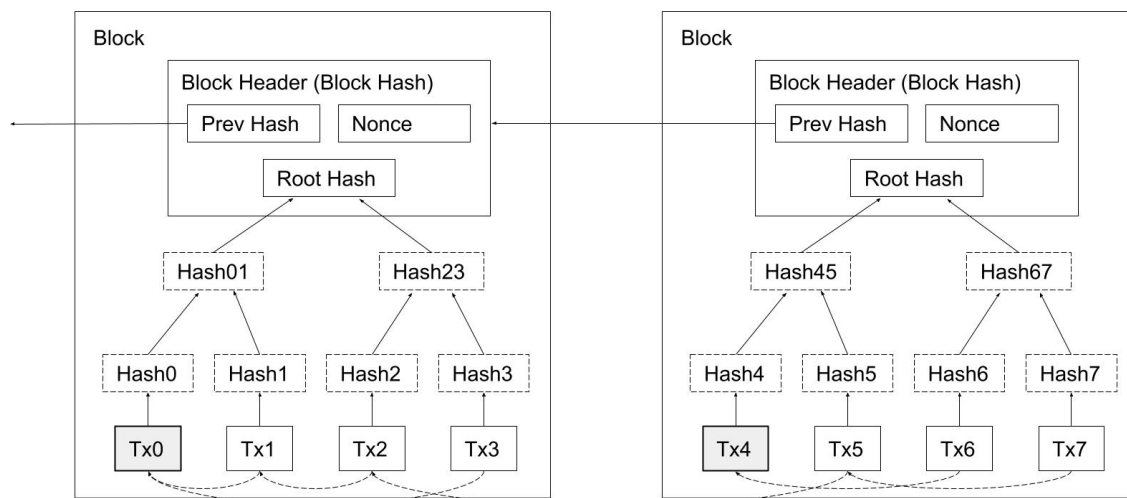 Block
Block
Block Header (Block Hash)
Block Header (Block Hash)
Prev Hash
Nonce
Prev Hash
Nonce
Root Hash
Root Hash
Hash01
Hash23
Hash45
Hash67
Hash0
Hash1
Hash2
Hash3
Hash4
Hash5
Hash6
Hash7
Tx0
Tx1
Tx2
Tx3
Tx4
Tx5
Tx6
Tx7